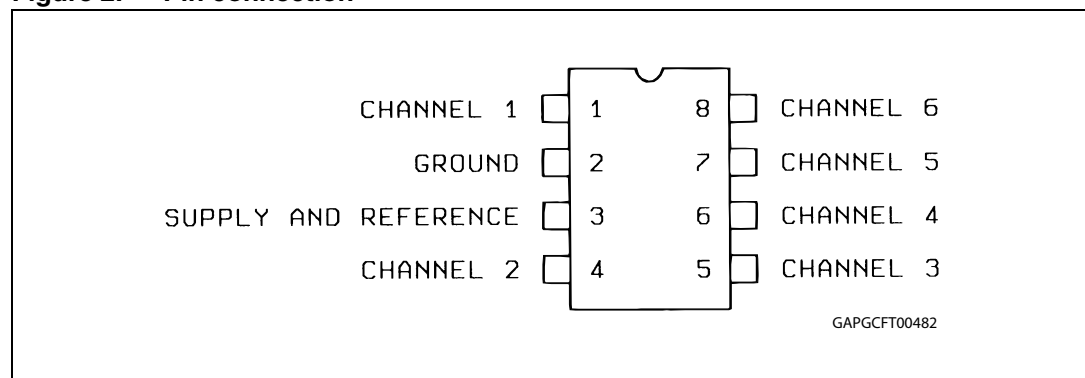 Figure 2. Pin connection
CHANNEL 1 1 8 CHANNEL 6
GROUND 2 7 CHANNEL 5
SUPPLY AND REFERENCE 3 6 CHANNEL 4
CHANNEL 2 4 5 CHANNEL 3
GAPGCFT00482